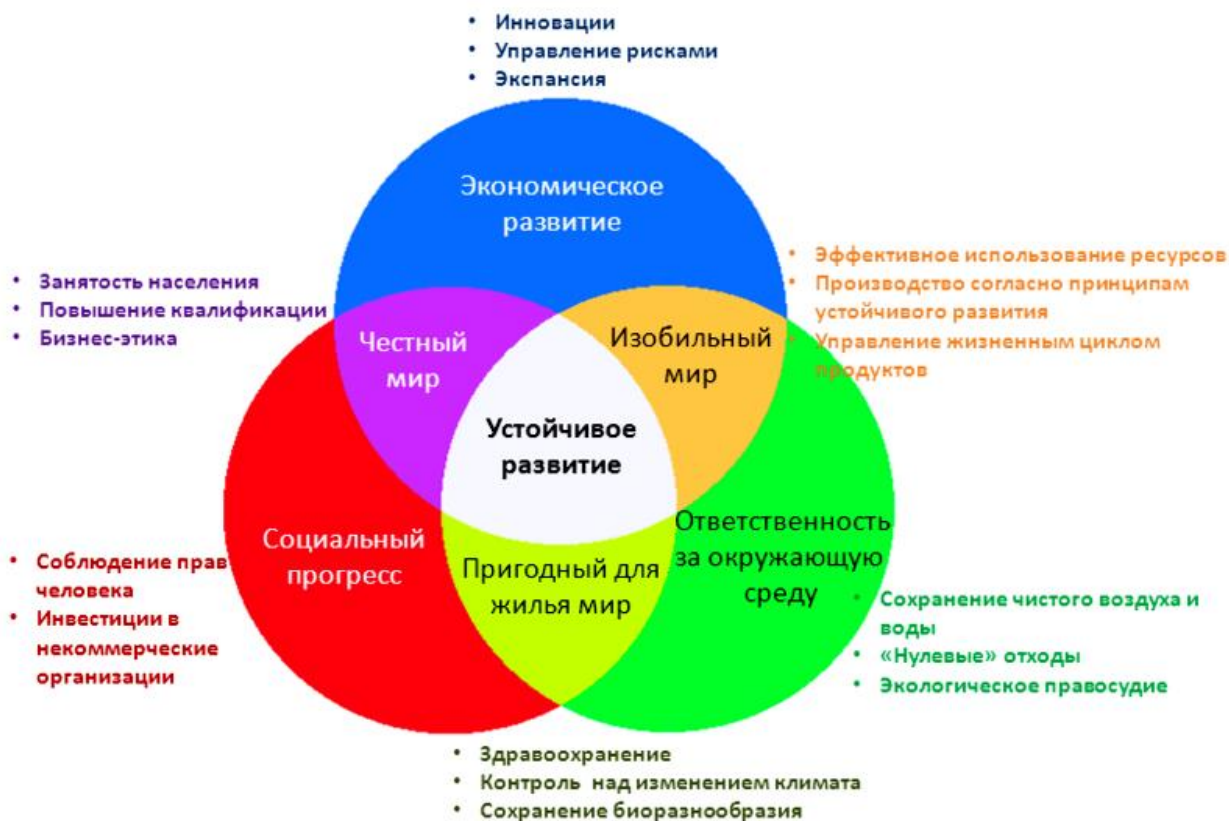 • Инновации
• Управление рисками
• Экспансия
Экономическое
развитие
• Занятость населения
• Повышение квалификации
• Бизнес-этика
• Эффективное использование ресурсов
• Производство согласно принципам
устойчивого развития
• Управление жизненным циклом
продуктов
Честный
мир
Изобильный
мир
Устойчивое
развитие
Социальный
прогресс
Пригодный для
жилья мир
Ответственность
за окружающую
среду
• Соблюдение прав
человека
• Инвестиции в
некоммерческие
организации
• Сохранение чистого воздуха и
воды
• «Нулевые» отходы
• Экологическое правосудие
• Здравоохранение
• Контроль над изменением климата
• Сохранение биоразнообразия